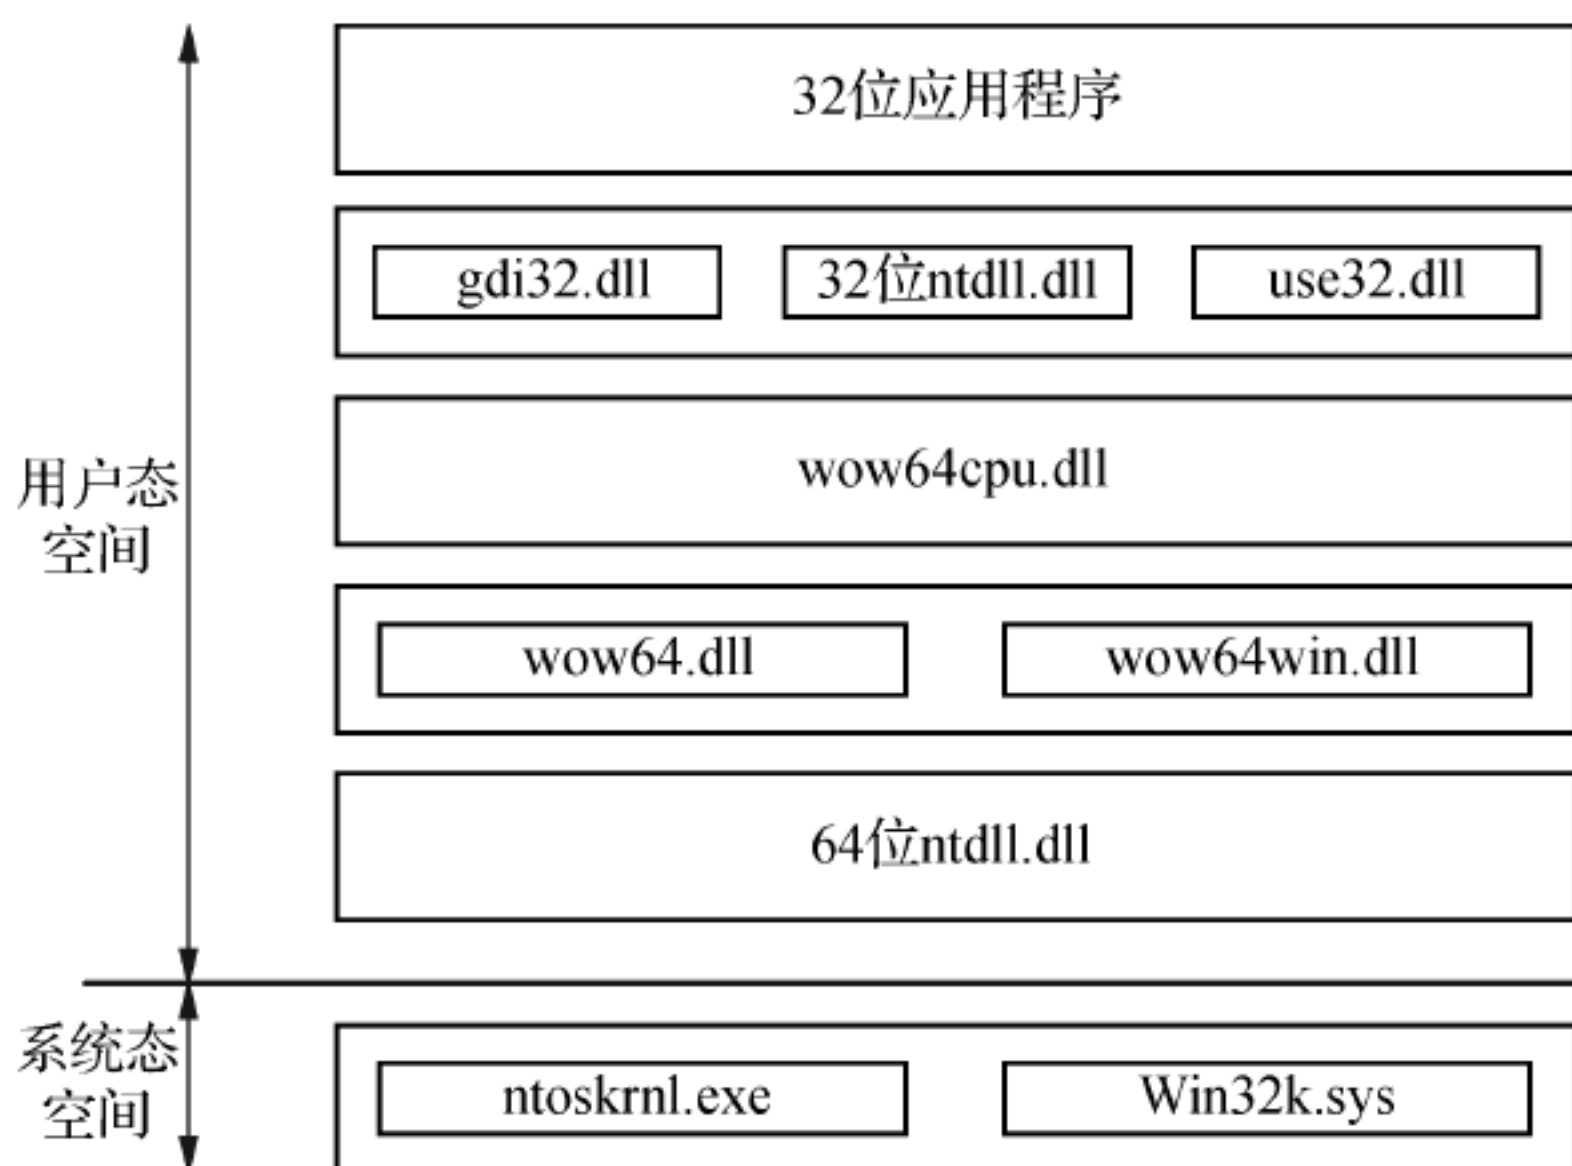 32位应用程序
gdi32.dll
32位ntdll.dll
use32.dll
wow64cpu.dll
用户态
空间
wow64.dll
wow64win.dll
64位ntdll.dll
系统态
空间
ntoskrnl.exe
Win32k.sys